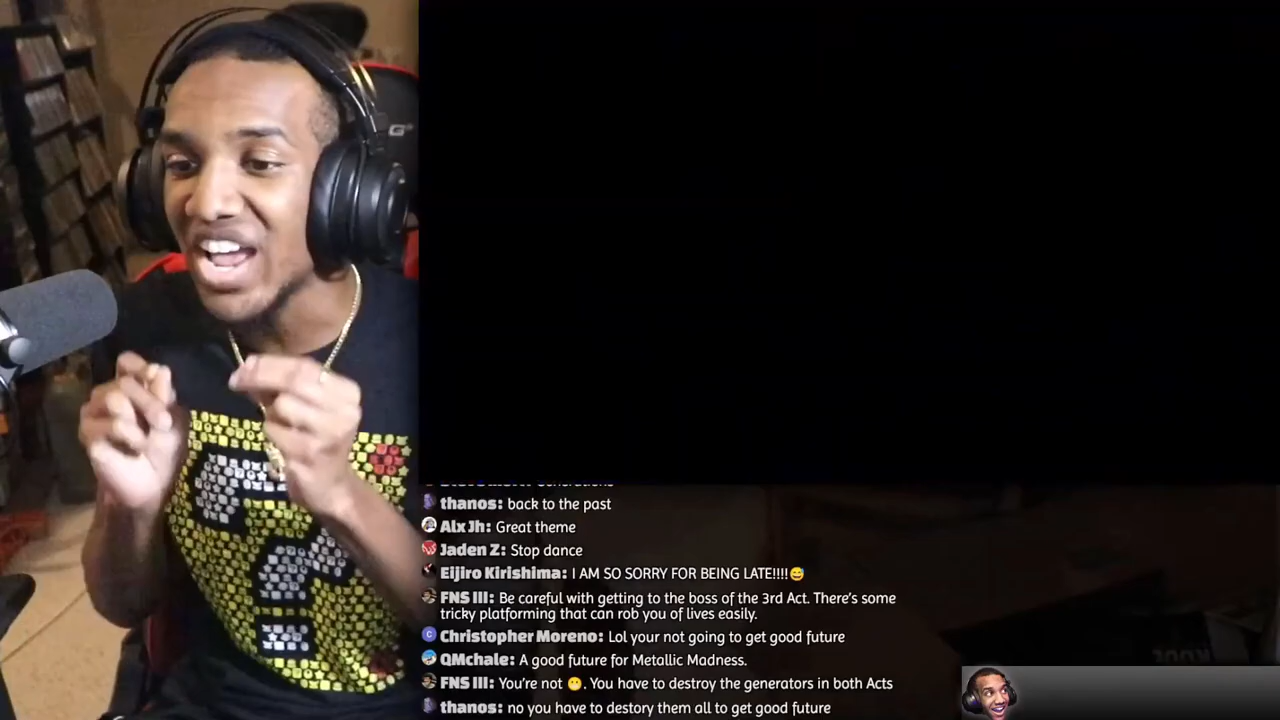 thanos: back to the past
Alx Jh: Great theme
Jaden Z: Stop dance
Eijiro Kirishima: I AM SO SORRY FOR BEING LATE!!!!😅
FNS III: Be careful with getting to the boss of the 3rd Act. There's some
tricky platforming that can rob you of lives easily.
Christopher Moreno: Lol your not going to get good future
QMchale: A good future for Metallic Madness.
FNS III: You're not 😶. You have to destroy the generators in both Acts
thanos: no you have to destory them all to get good future